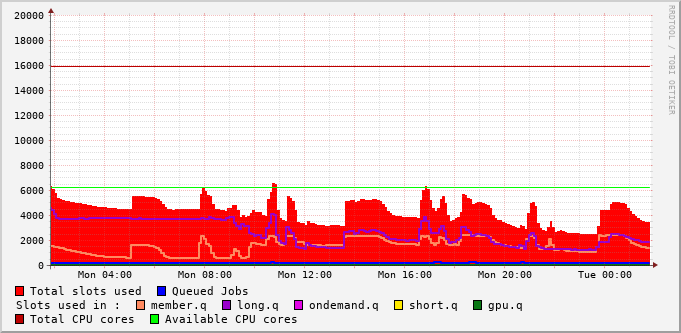 20000
18000
16000
14000
12000
10000
8000
6000
4000
2000
0
Mon 04:00 Mon 08:00 Mon 12:00 Mon 16:00 Mon 20:00 Tue 00:00
RRDTOOL / TOBI OETIKER
Total slots used Queued Jobs
Slots used in : member.q long.q ondemand.q short.q gpu.q
Total CPU cores Available CPU cores